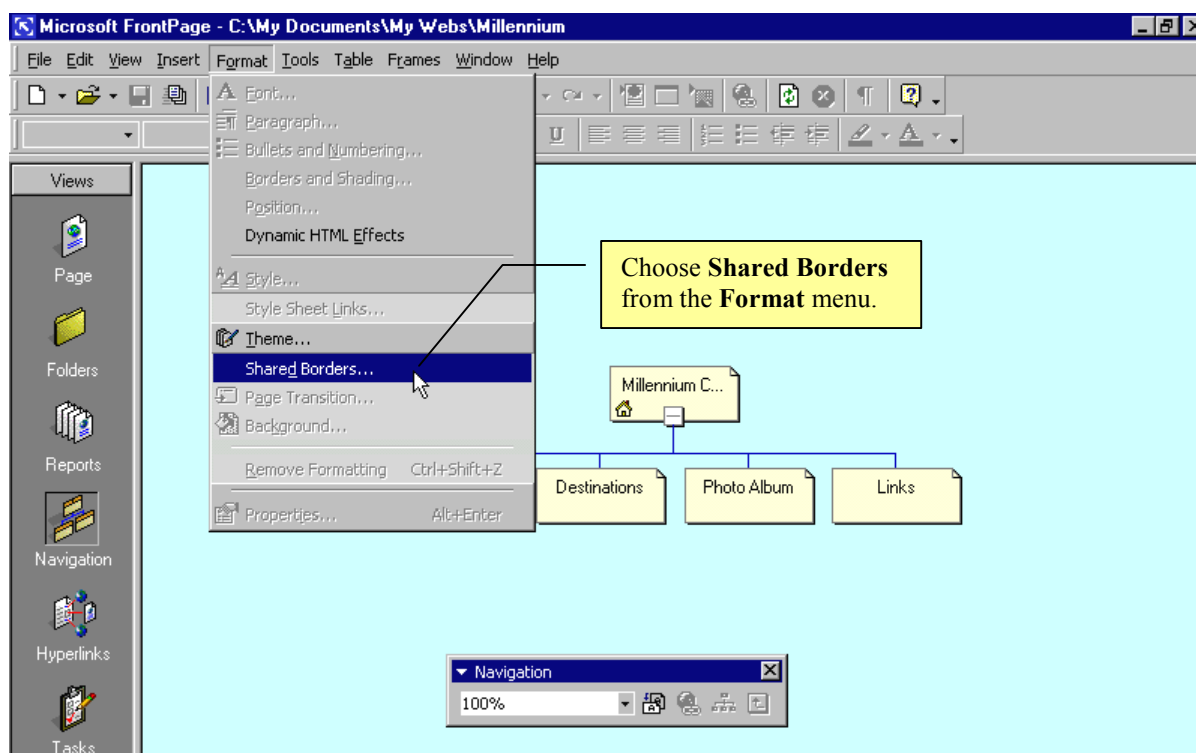 Microsoft FrontPage - C:\My Documents\My Webs\Millennium
File Edit View Insert Format Tools Table Frames Window Help
Font...
Paragraph...
Bullets and Numbering...
Borders and Shading...
Position...
Dynamic HTML Effects
Style...
Style Sheet Links...
Theme...
Shared Borders...
Page Transition...
Background...
Remove Formatting Ctrl+Shift+Z
Properties... Alt+Enter
Views
Page
Folders
Reports
Navigation
Hyperlinks
Tasks
Choose Shared Borders
from the Format menu.
Millennium C...
Destinations Photo Album Links
Navigation
100%